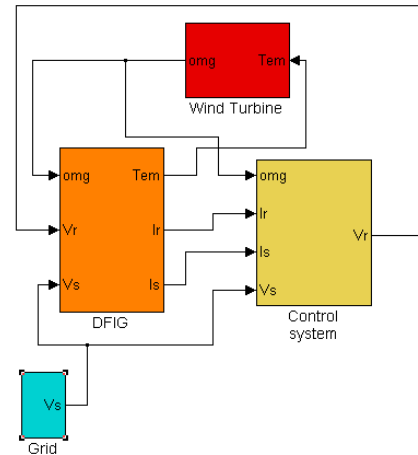 omg Tem
Wind Turbine
omg Tem
Vr Ir
Vs Is
DFIG
omg
Ir
Is
Vs
Vr
Control
system
Vs
Grid